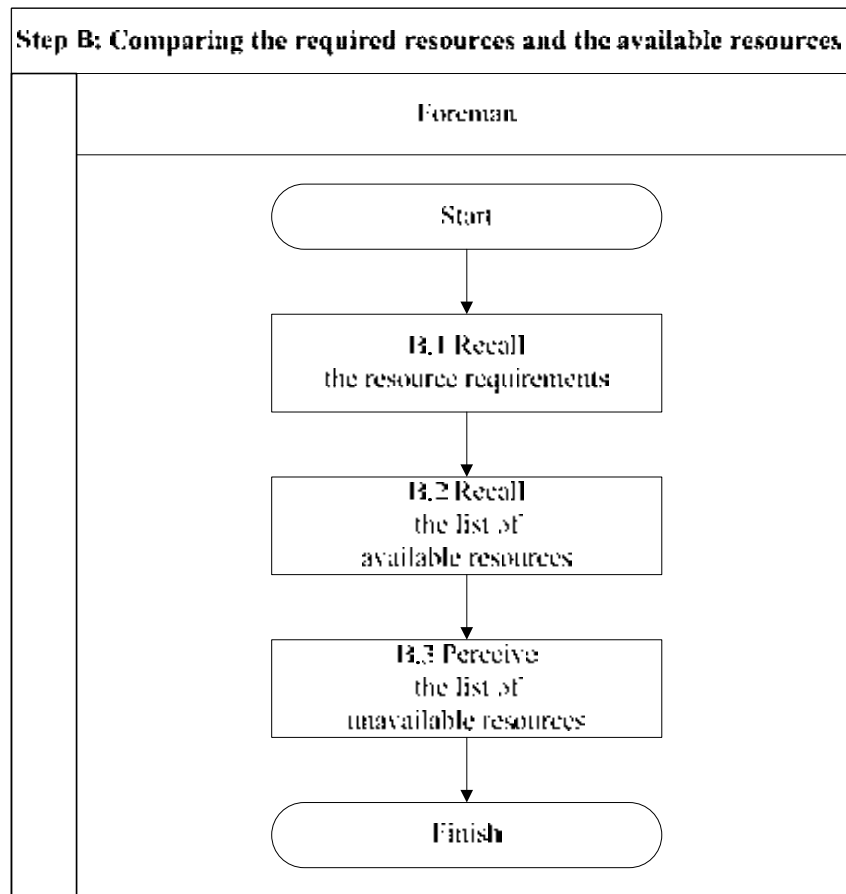 Step B: Comparing the required resources and the available resources
Foreman
Start
B.1 Recall
the resource requirements
B.2 Recall
the list of
available resources
B.3 Perceive
the list of
unavailable resources
Finish